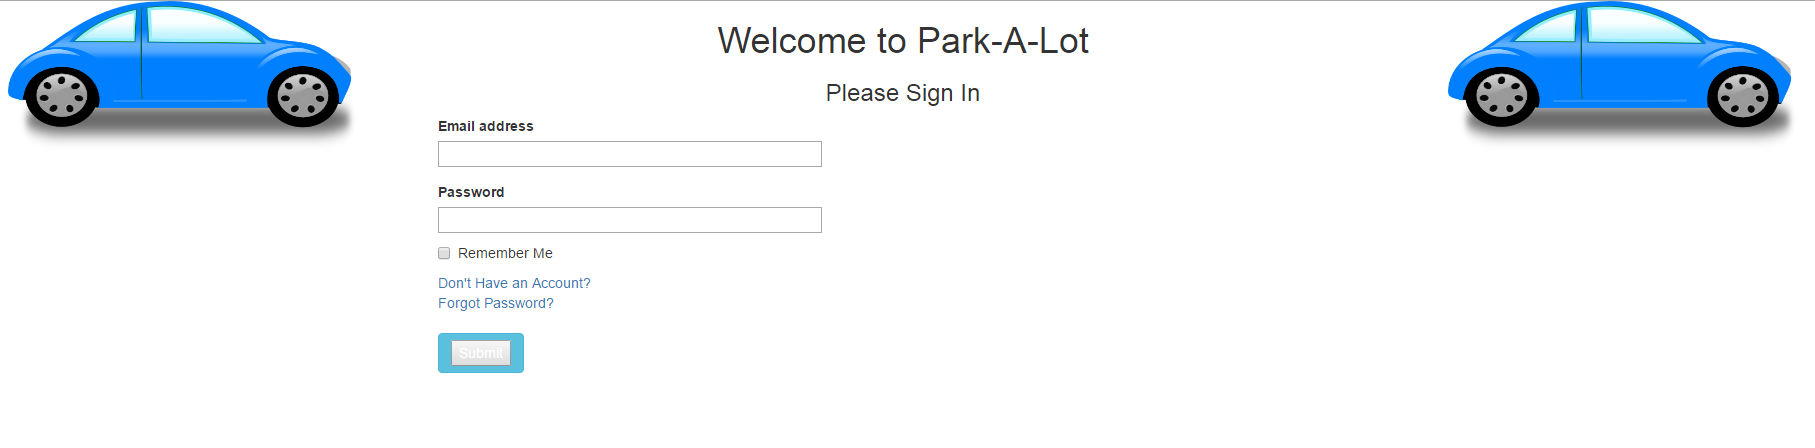 Welcome to Park-A-Lot
Please Sign In
Email address
Password
Remember Me
Don't Have an Account?
Forgot Password?
Submit